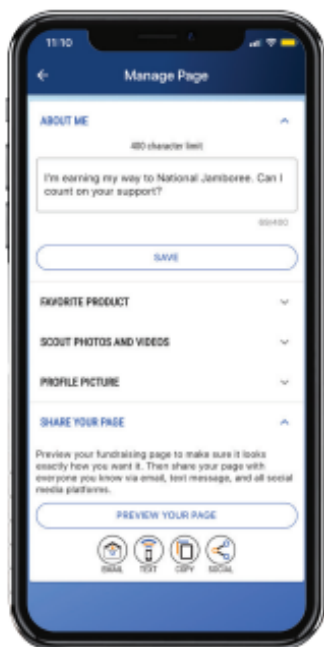 11:10
Manage Page
ABOUT ME
400 character limit
I'm earning my way to National Jamboree. Can I
count on your support?
SAVE
FAVORITE PRODUCT
SCOUT PHOTOS AND VIDEOS
PROFILE PICTURE
SHARE YOUR PAGE
Preview your fundraising page to make sure it looks
exactly how you want it. Then share your page with
everyone you know via email, text message, and all social
media platforms.
PREVIEW YOUR PAGE
EMAIL TEXT COPY SOCIAL